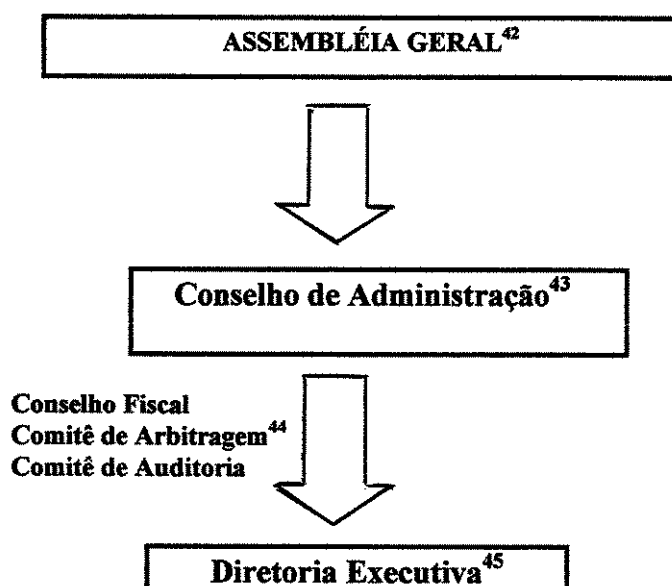 ASSEMBLÉIA GERAL42
Conselho de Administração43
Conselho Fiscal
Comitê de Arbitragem44
Comitê de Auditoria
Diretoria Executiva45